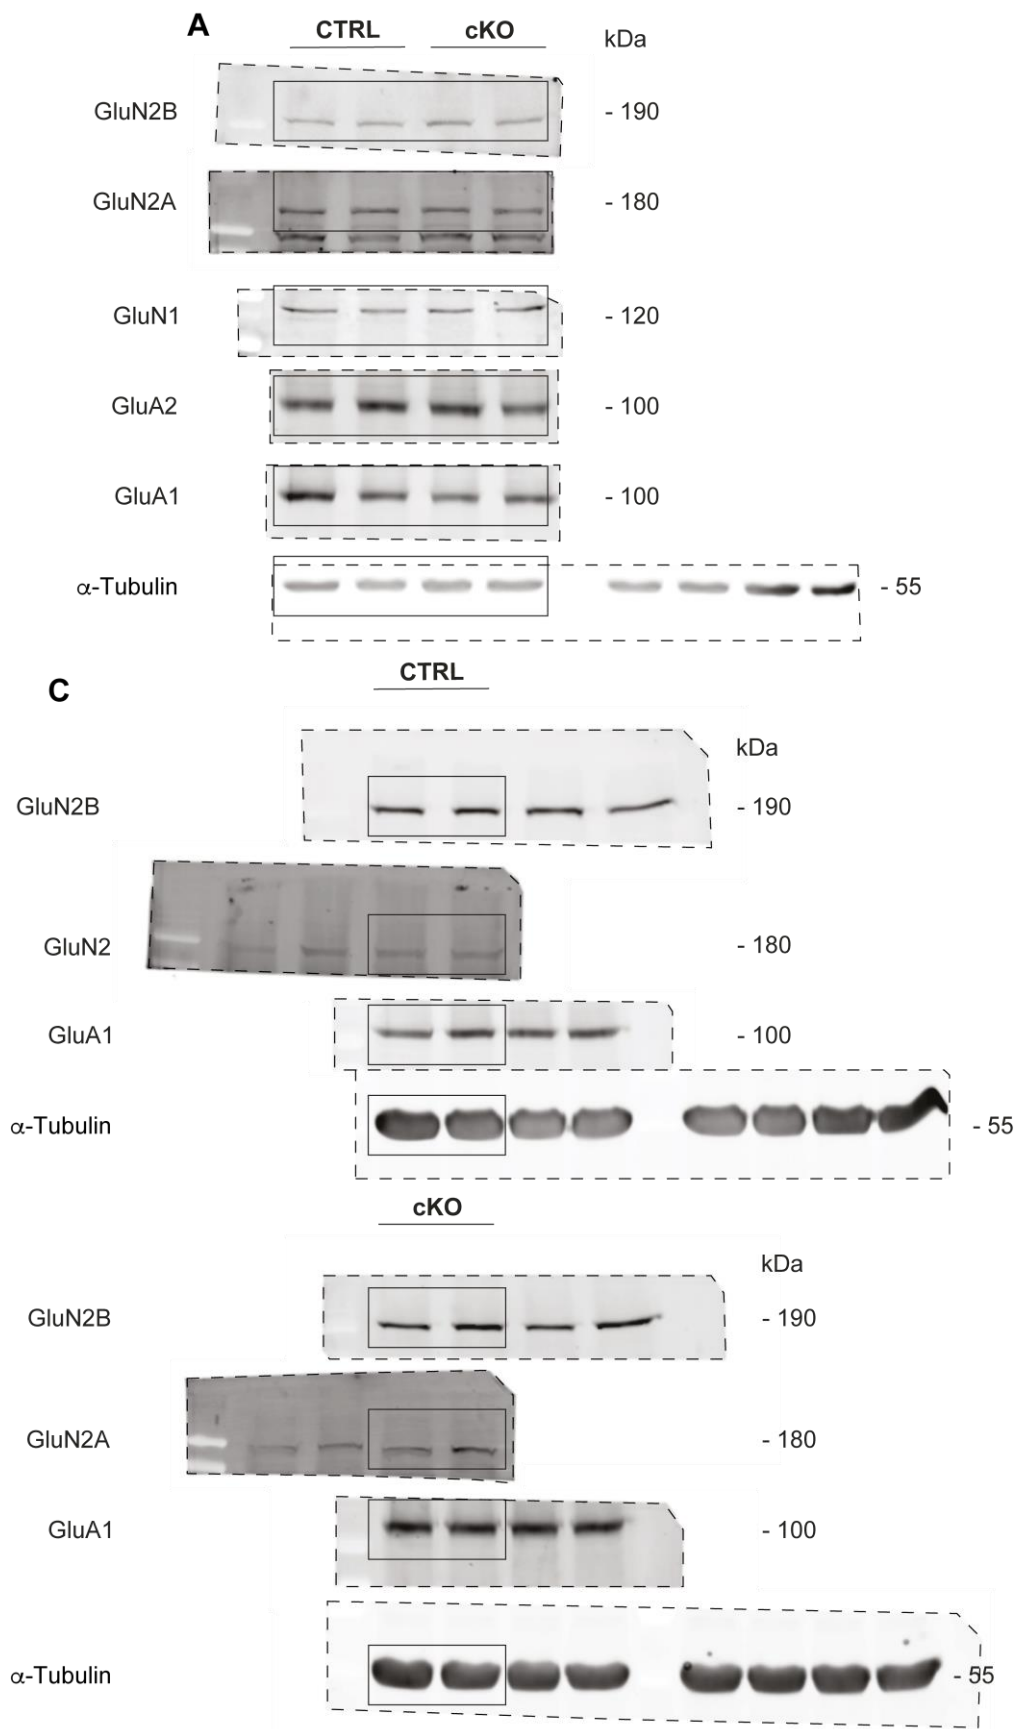 A
CTRL cKO kDa
GluN2B - 190
GluN2A - 180
GluN1 - 120
GluA2 - 100
GluA1 - 100
α-Tubulin - 55
C
CTRL
kDa
GluN2B - 190
GluN2 - 180
GluA1 - 100
α-Tubulin - 55
cKO
kDa
GluN2B - 190
GluN2A - 180
GluA1 - 100
α-Tubulin - 55